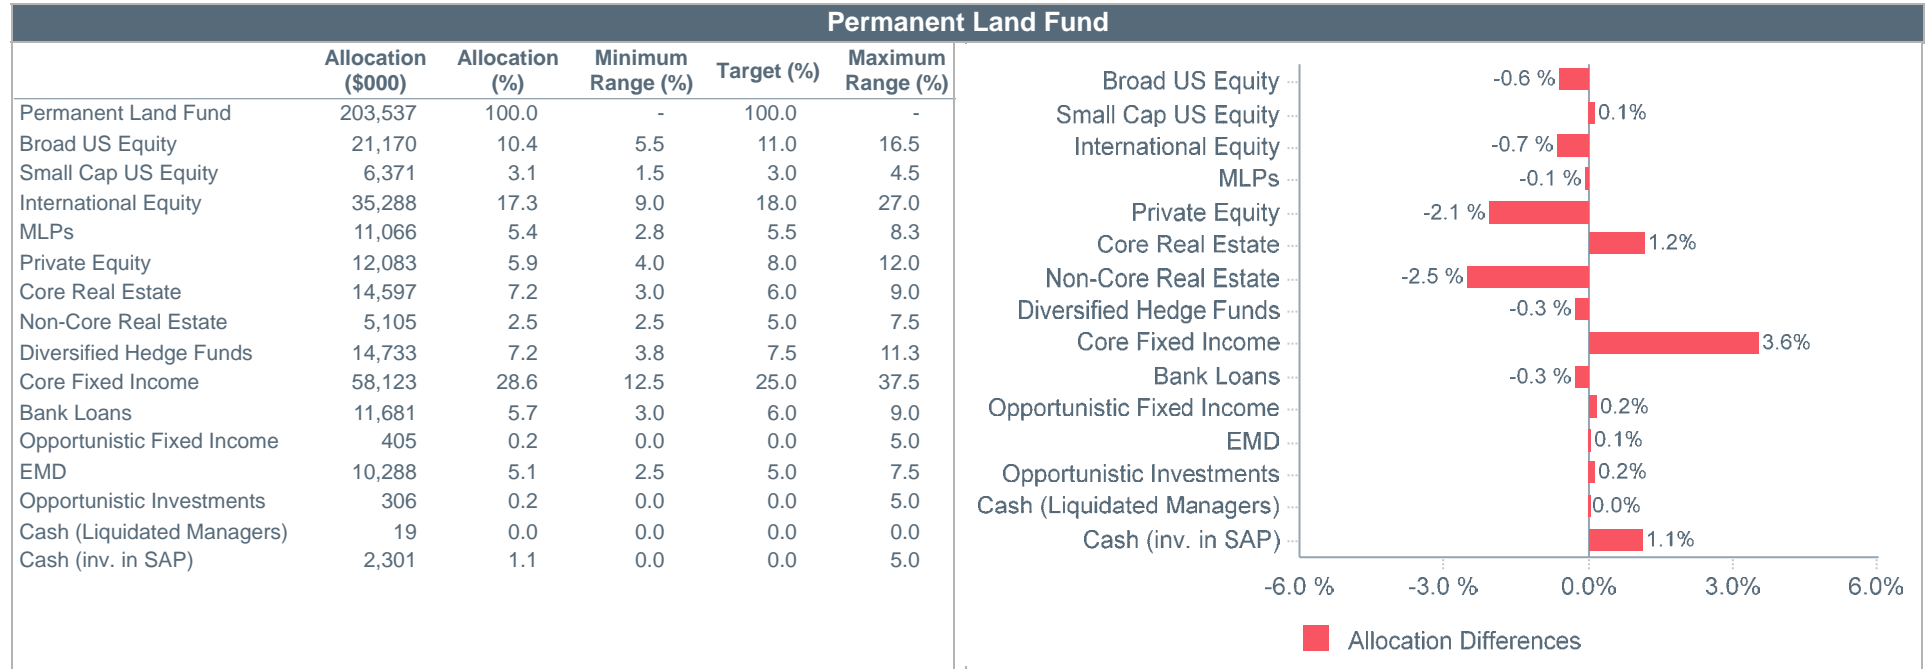 Permanent Land Fund
Allocation ($000) Allocation (%) Minimum Range (%) Target (%) Maximum Range (%)
Permanent Land Fund 203,537 100.0 - 100.0 -
Broad US Equity 21,170 10.4 5.5 11.0 16.5
Small Cap US Equity 6,371 3.1 1.5 3.0 4.5
International Equity 35,288 17.3 9.0 18.0 27.0
MLPs 11,066 5.4 2.8 5.5 8.3
Private Equity 12,083 5.9 4.0 8.0 12.0
Core Real Estate 14,597 7.2 3.0 6.0 9.0
Non-Core Real Estate 5,105 2.5 2.5 5.0 7.5
Diversified Hedge Funds 14,733 7.2 3.8 7.5 11.3
Core Fixed Income 58,123 28.6 12.5 25.0 37.5
Bank Loans 11,681 5.7 3.0 6.0 9.0
Opportunistic Fixed Income 405 0.2 0.0 0.0 5.0
EMD 10,288 5.1 2.5 5.0 7.5
Opportunistic Investments 306 0.2 0.0 0.0 5.0
Cash (Liquidated Managers) 19 0.0 0.0 0.0 0.0
Cash (inv. in SAP) 2,301 1.1 0.0 0.0 5.0
Broad US Equity -0.6 %
Small Cap US Equity 0.1%
International Equity -0.7 %
MLPs -0.1 %
Private Equity -2.1 %
Core Real Estate 1.2%
Non-Core Real Estate -2.5 %
Diversified Hedge Funds -0.3 %
Core Fixed Income 3.6%
Bank Loans -0.3 %
Opportunistic Fixed Income 0.2%
EMD 0.1%
Opportunistic Investments 0.2%
Cash (Liquidated Managers) 0.0%
Cash (inv. in SAP) 1.1%
-6.0 % -3.0 % 0.0% 3.0% 6.0%
Allocation Differences